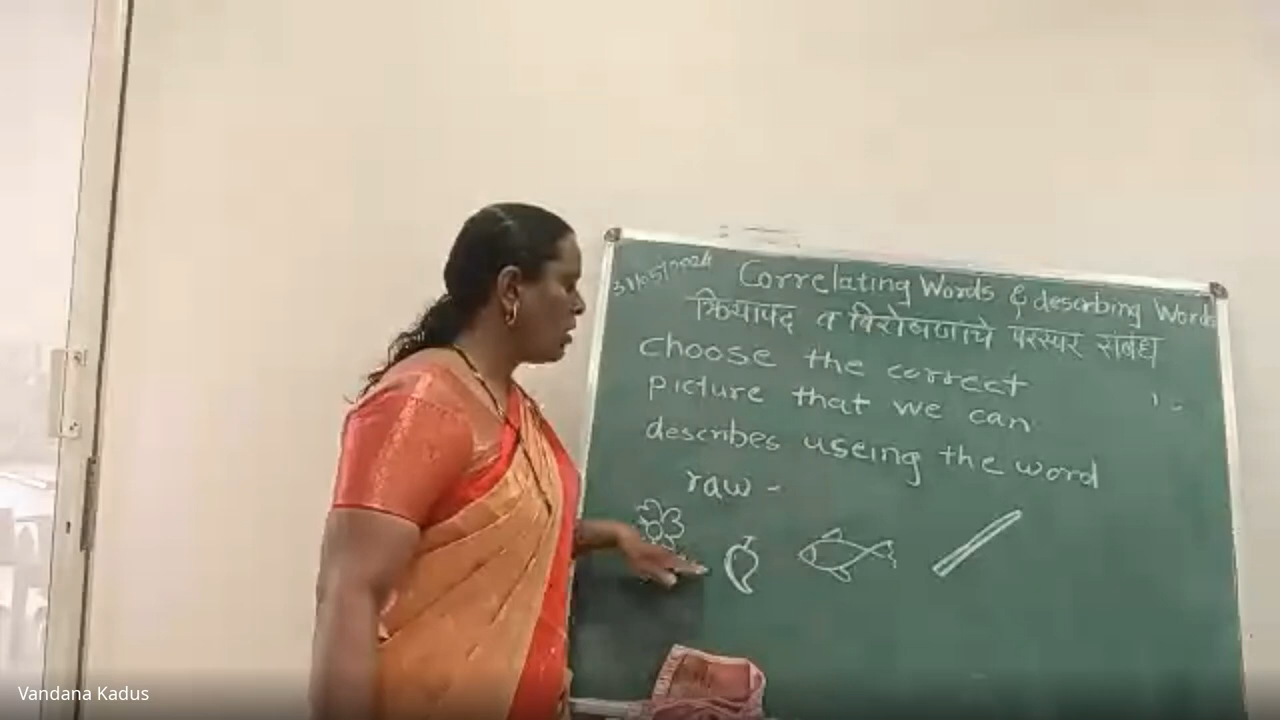 31/05/2024
Correlating Words & describing Words
क्रियापद व विशेषणाचे परस्पर संबंध
choose the correct
picture that we can
describes useing the word
raw -
Vandana Kadus